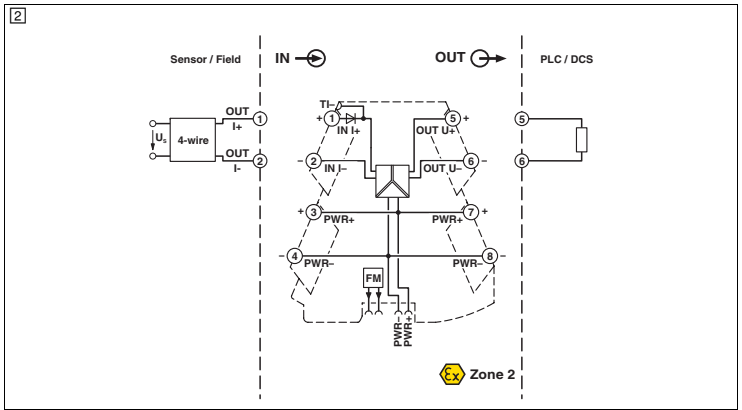 2
Sensor / Field
IN
OUT
PLC / DCS
TI–
OUT
I+
1
+ 1
IN I+
5 +
OUT U+
5
Us
4-wire
OUT
I-
2
– 2
IN I–
OUT U–
6 –
6
+ 3
PWR+
PWR+
7 +
– 4
PWR–
PWR–
8 –
FM
PWR-
PWR+
Ex Zone 2